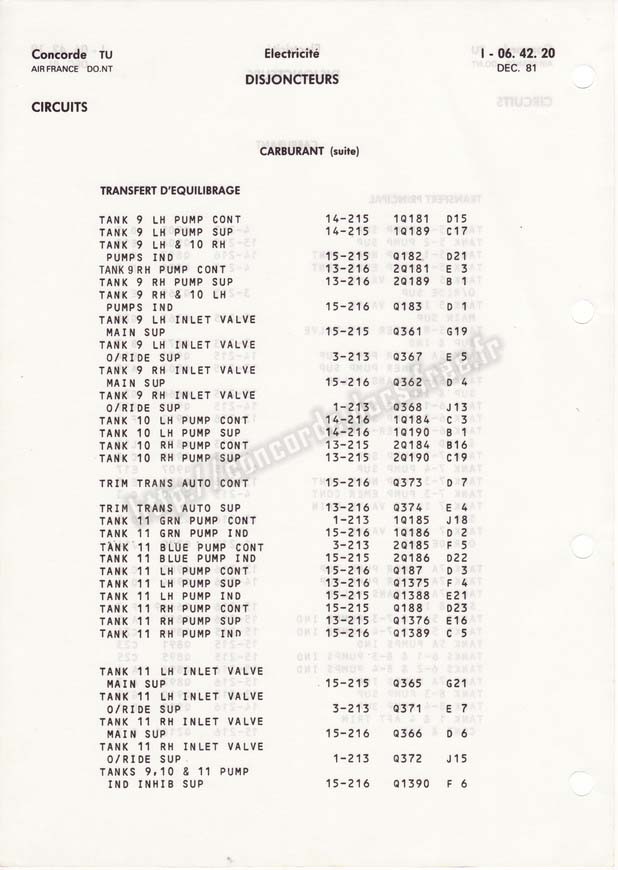 Concorde TU
Electricité
I - 06. 42. 20
AIR FRANCE DO.NT
DISJONCTEURS
DEC. 81
CIRCUITS
CARBURANT (suite)
TRANSFERT D'EQUILIBRAGE
TANK 9 LH PUMP CONT 14-215 1Q181 D15
TANK 9 LH PUMP SUP 14-215 1Q189 C17
TANK 9 LH & 10 RH
PUMPS IND 15-215 Q182 D21
TANK 9 RH PUMP CONT 13-216 2Q181 E 3
TANK 9 RH PUMP SUP 13-216 2Q189 B 1
TANK 9 RH & 10 LH
PUMPS IND 15-216 Q183 D 1
TANK 9 LH INLET VALVE
MAIN SUP 15-215 Q361 G19
TANK 9 LH INLET VALVE
O/RIDE SUP 3-213 Q367 E 5
TANK 9 RH INLET VALVE
MAIN SUP 15-216 Q362 D 4
TANK 9 RH INLET VALVE
O/RIDE SUP 1-213 Q368 J13
TANK 10 LH PUMP CONT 14-216 1Q184 C 3
TANK 10 LH PUMP SUP 14-216 1Q190 B 1
TANK 10 RH PUMP CONT 13-215 2Q184 B16
TANK 10 RH PUMP SUP 13-215 2Q190 C19
TRIM TRANS AUTO CONT 15-216 Q373 D 7
TRIM TRANS AUTO SUP 13-216 Q374 E 4
TANK 11 GRN PUMP CONT 1-213 1Q185 J18
TANK 11 GRN PUMP IND 15-216 1Q186 D 2
TANK 11 BLUE PUMP CONT 3-213 2Q185 F 5
TANK 11 BLUE PUMP IND 15-215 2Q186 D22
TANK 11 LH PUMP CONT 15-216 Q187 D 3
TANK 11 LH PUMP SUP 13-216 Q1375 F 4
TANK 11 LH PUMP IND 15-215 Q1388 E21
TANK 11 RH PUMP CONT 15-215 Q188 D23
TANK 11 RH PUMP SUP 13-215 Q1376 E16
TANK 11 RH PUMP IND 15-216 Q1389 C 5
TANK 11 LH INLET VALVE
MAIN SUP 15-215 Q365 G21
TANK 11 LH INLET VALVE
O/RIDE SUP 3-213 Q371 E 7
TANK 11 RH INLET VALVE
MAIN SUP 15-216 Q366 D 6
TANK 11 RH INLET VALVE
O/RIDE SUP 1-213 Q372 J15
TANKS 9,10 & 11 PUMP
IND INHIB SUP 15-216 Q1390 F 6
http://concordedocs.free.fr